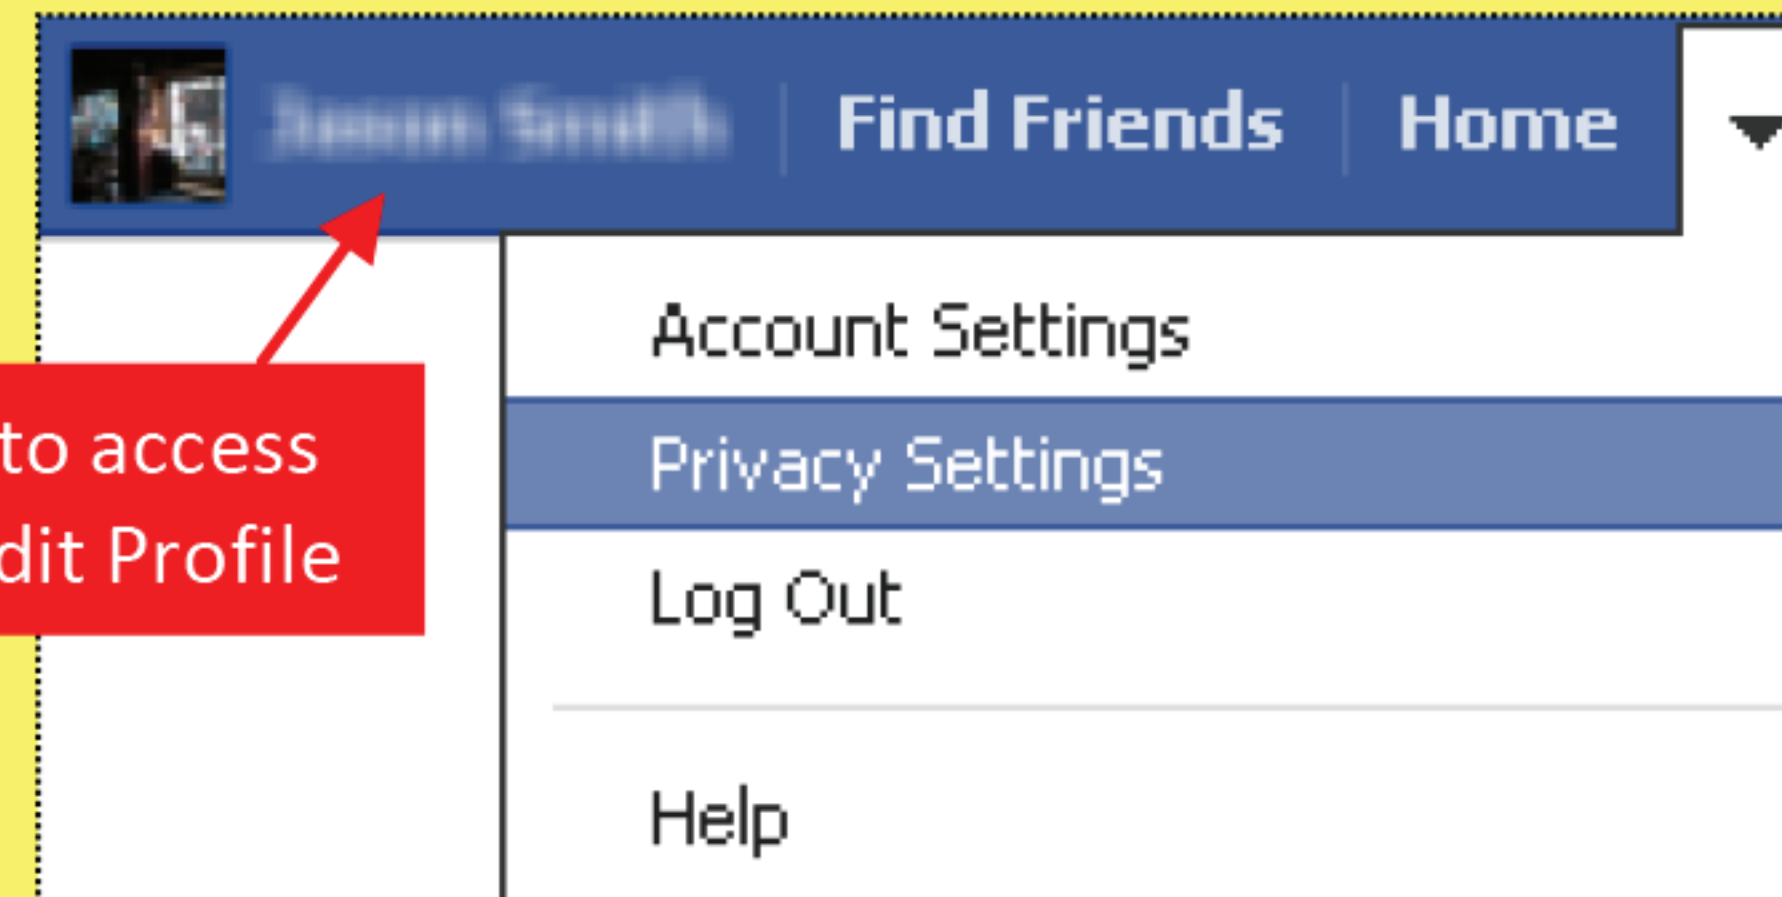 Find Friends
Home
Account Settings
Privacy Settings
Log Out
Help
to access
dit Profile